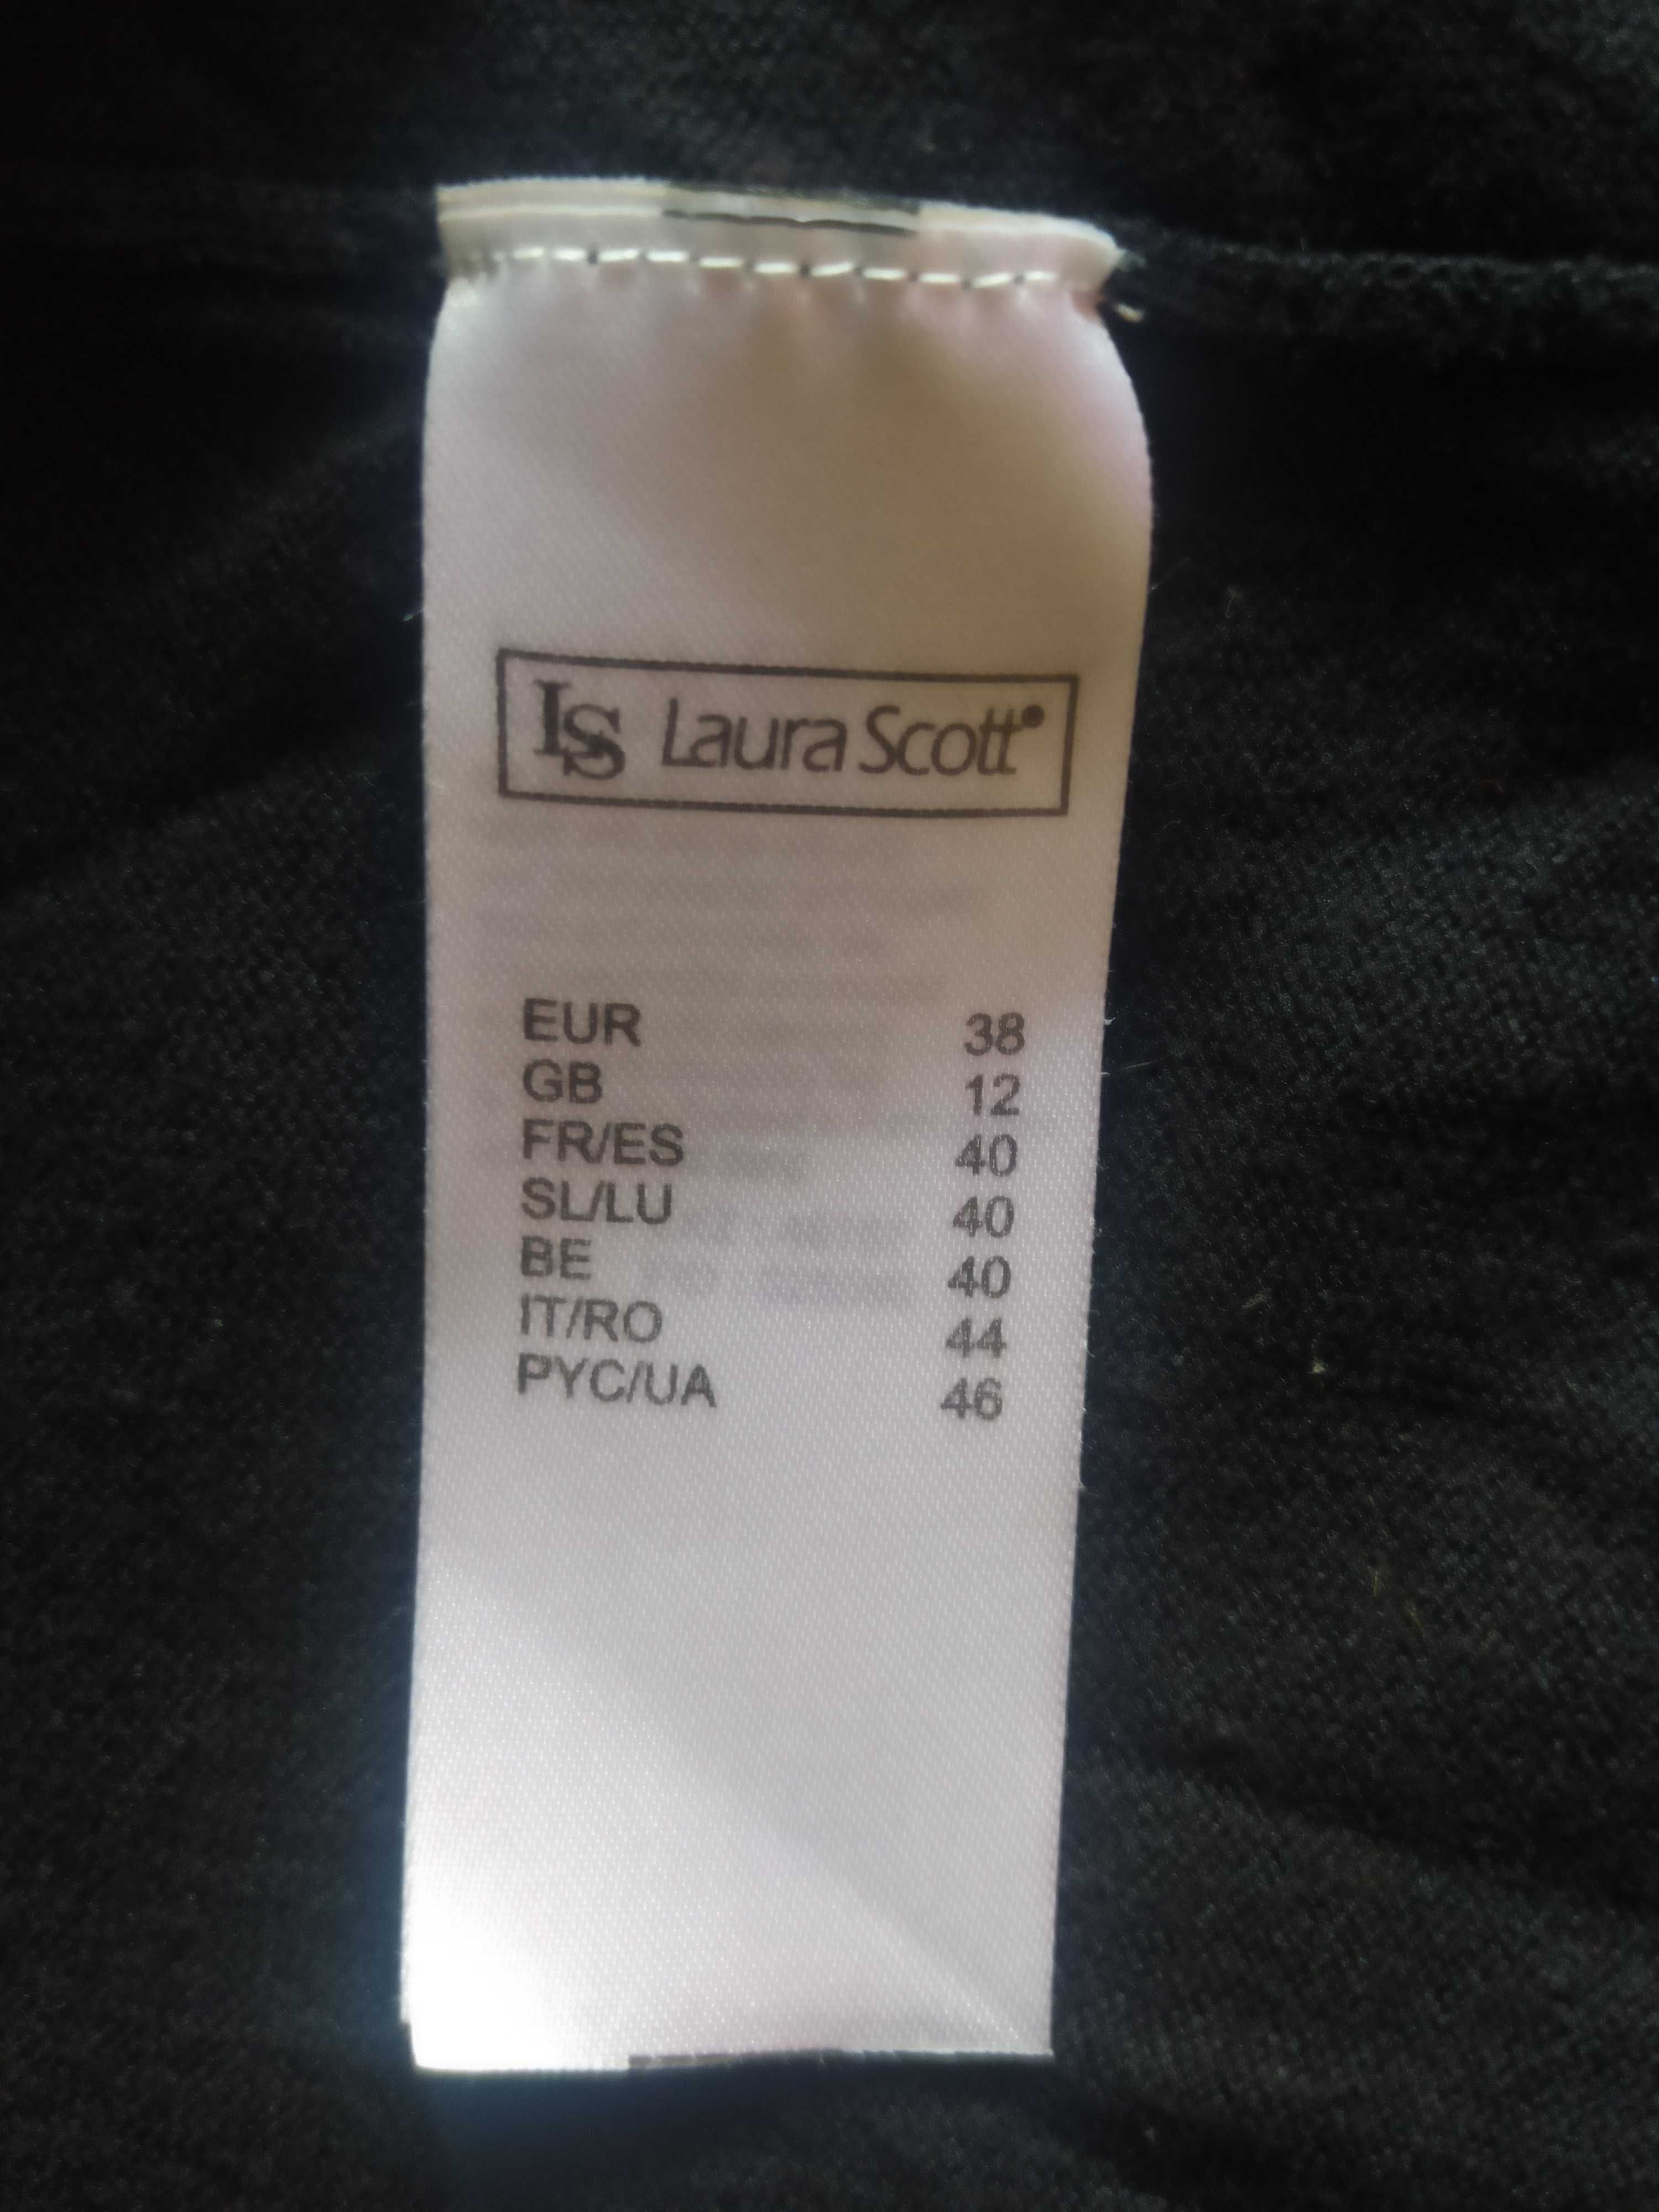 LS Laura Scott®
EUR 38
GB 12
FR/ES 40
SL/LU 40
BE 40
IT/RO 44
РУС/UA 46